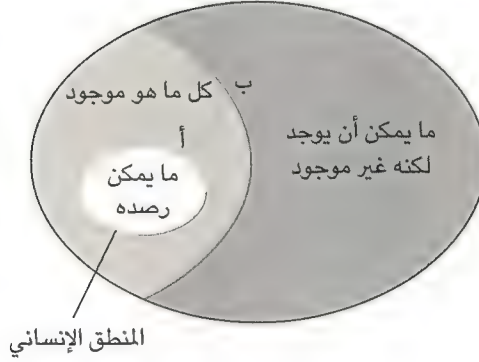 كل ما هو موجود
ب
ما يمكن أن يوجد
لكنه غير موجود
أ
ما يمكن
رصده
المنطق الإنساني